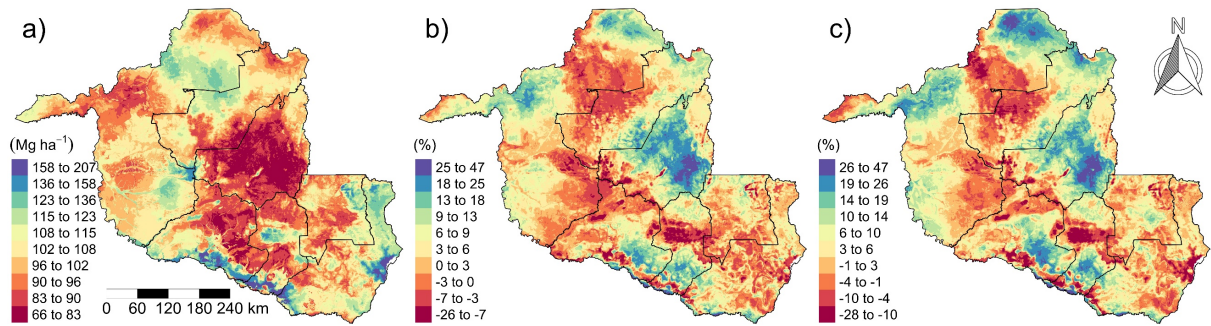 a)
(Mg ha⁻¹)
158 to 207
136 to 158
123 to 136
115 to 123
108 to 115
102 to 108
96 to 102
90 to 96
83 to 90
66 to 83
0 60 120 180 240 km
b)
(%)
25 to 47
18 to 25
13 to 18
9 to 13
6 to 9
3 to 6
0 to 3
-3 to 0
-7 to -3
-26 to -7
c)
(%)
26 to 47
19 to 26
14 to 19
10 to 14
6 to 10
3 to 6
-1 to 3
-4 to -1
-10 to -4
-28 to -10
N